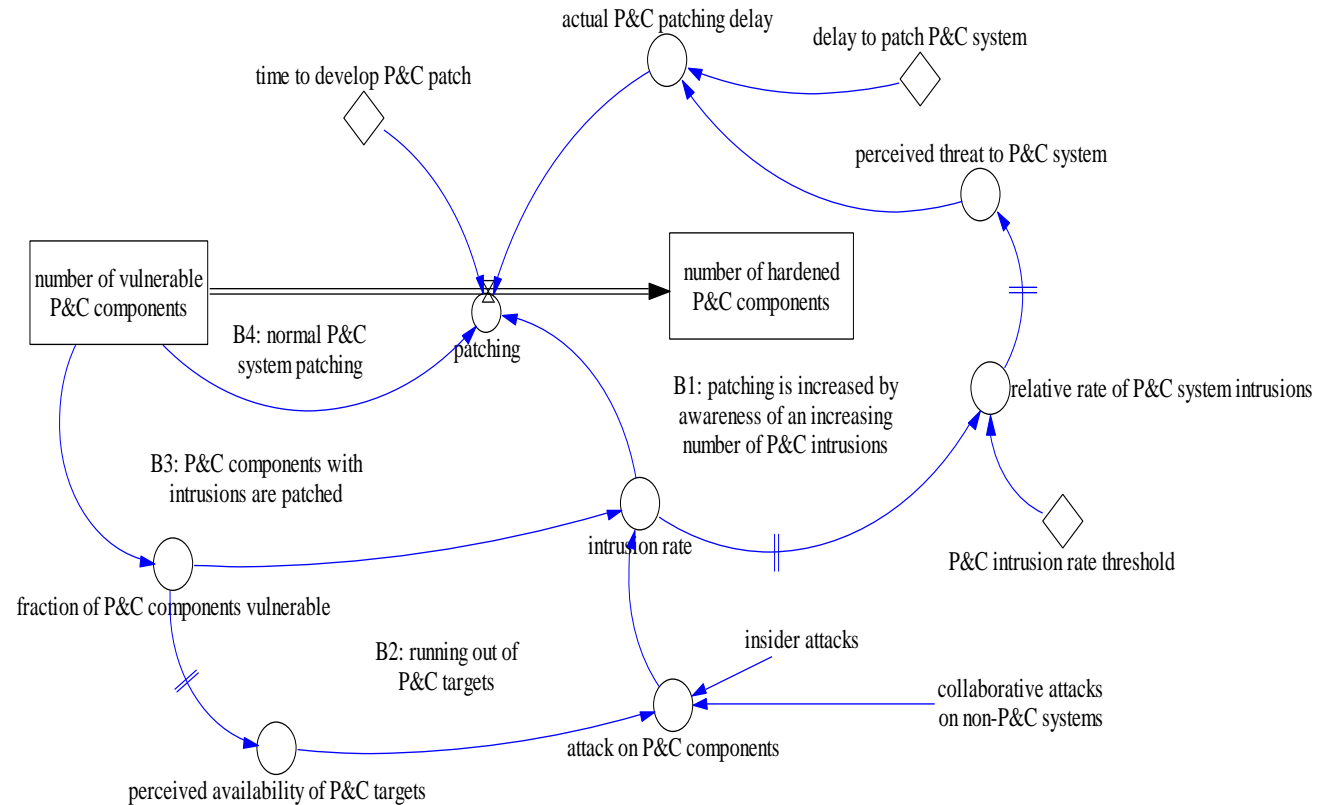 actual P&C patching delay
delay to patch P&C system
time to develop P&C patch
perceived threat to P&C system
number of vulnerable
P&C components
number of hardened
P&C components
B4: normal P&C
system patching
patching
B1: patching is increased by
awareness of an increasing
number of P&C intrusions
relative rate of P&C system intrusions
B3: P&C components with
intrusions are patched
intrusion rate
P&C intrusion rate threshold
fraction of P&C components vulnerable
B2: running out of
P&C targets
insider attacks
collaborative attacks
on non-P&C systems
attack on P&C components
perceived availability of P&C targets